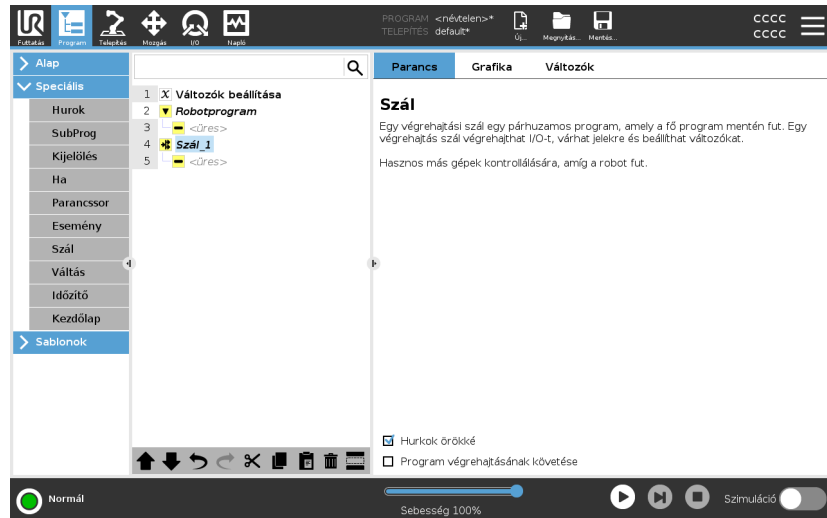 PROGRAM <névtelen>*
TELEPÍTÉS default*
Futtatás Program Telepítés Mozgás I/O Napló
Új... Megnyitás... Mentés...
cccc
cccc
Alap
Speciális
Hurok
SubProg
Kijelölés
Ha
Parancssor
Esemény
Szál
Váltás
Időzítő
Kezdőlap
Sablonok
1 X Változók beállítása
2 Robotprogram
3 <üres>
4 Szál_1
5 <üres>
Parancs Grafika Változók
Szál
Egy végrehajtási szál egy párhuzamos program, amely a fő program mentén fut. Egy
végrehajtás szál végrehajthat I/O-t, várhat jelekre és beállíthat változókat.
Hasznos más gépek kontrollálására, amíg a robot fut.
Hurkok örökké
Program végrehajtásának követése
Normál
Sebesség 100%
Szimuláció